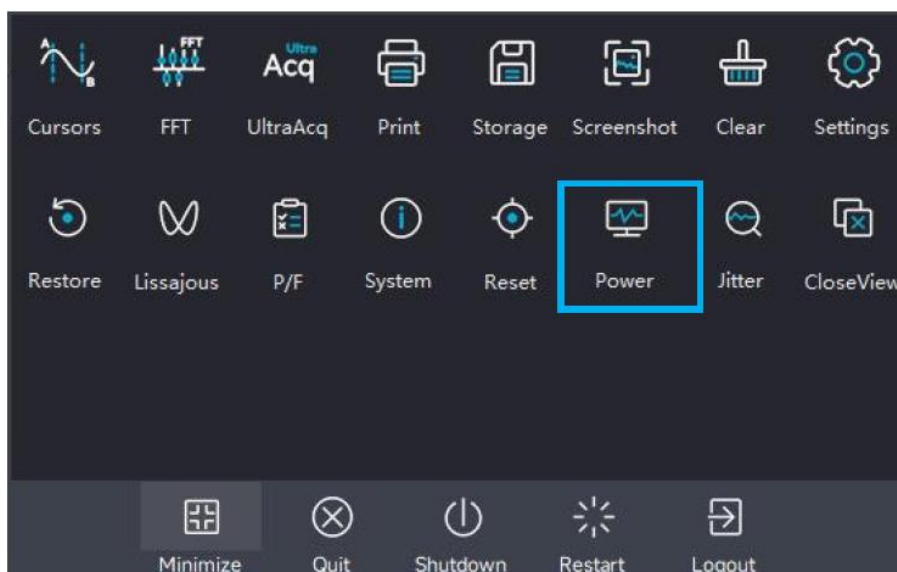 A
B
FFT
Ultra
Acq
Cursors FFT UltraAcq Print Storage Screenshot Clear Settings
Restore Lissajous P/F System Reset Power Jitter CloseView
Minimize Quit Shutdown Restart Logout